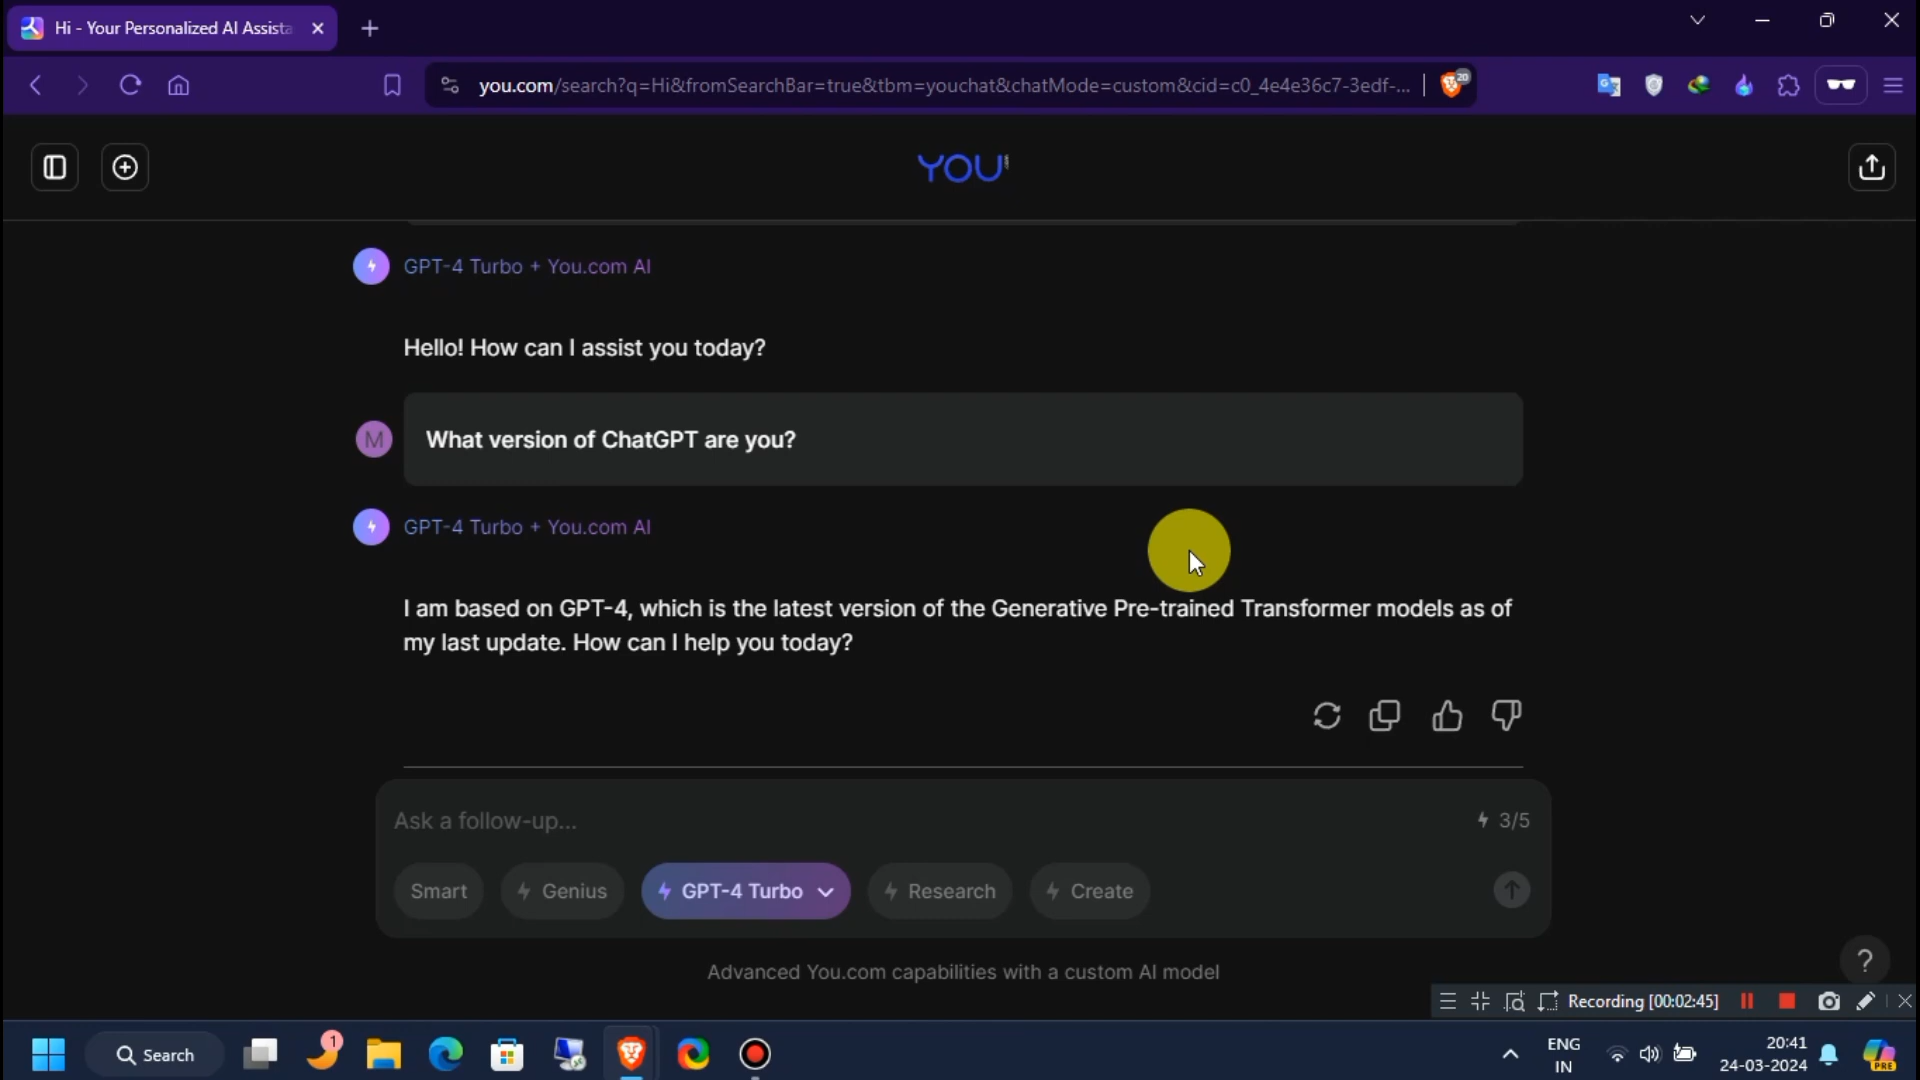 Hi - Your Personalized AI Assista
you.com/search?q=Hi&fromSearchBar=true&tbm=youchat&chatMode=custom&cid=c0_4e4e36c7-3edf-...
20
YOU
GPT-4 Turbo + You.com AI
Hello! How can I assist you today?
M
What version of ChatGPT are you?
GPT-4 Turbo + You.com AI
I am based on GPT-4, which is the latest version of the Generative Pre-trained Transformer models as of
my last update. How can I help you today?
Ask a follow-up...
3/5
Smart
Genius
GPT-4 Turbo
Research
Create
Advanced You.com capabilities with a custom AI model
?
Recording [00:02:45]
Search
1
ENG
IN
20:41
24-03-2024
PRE